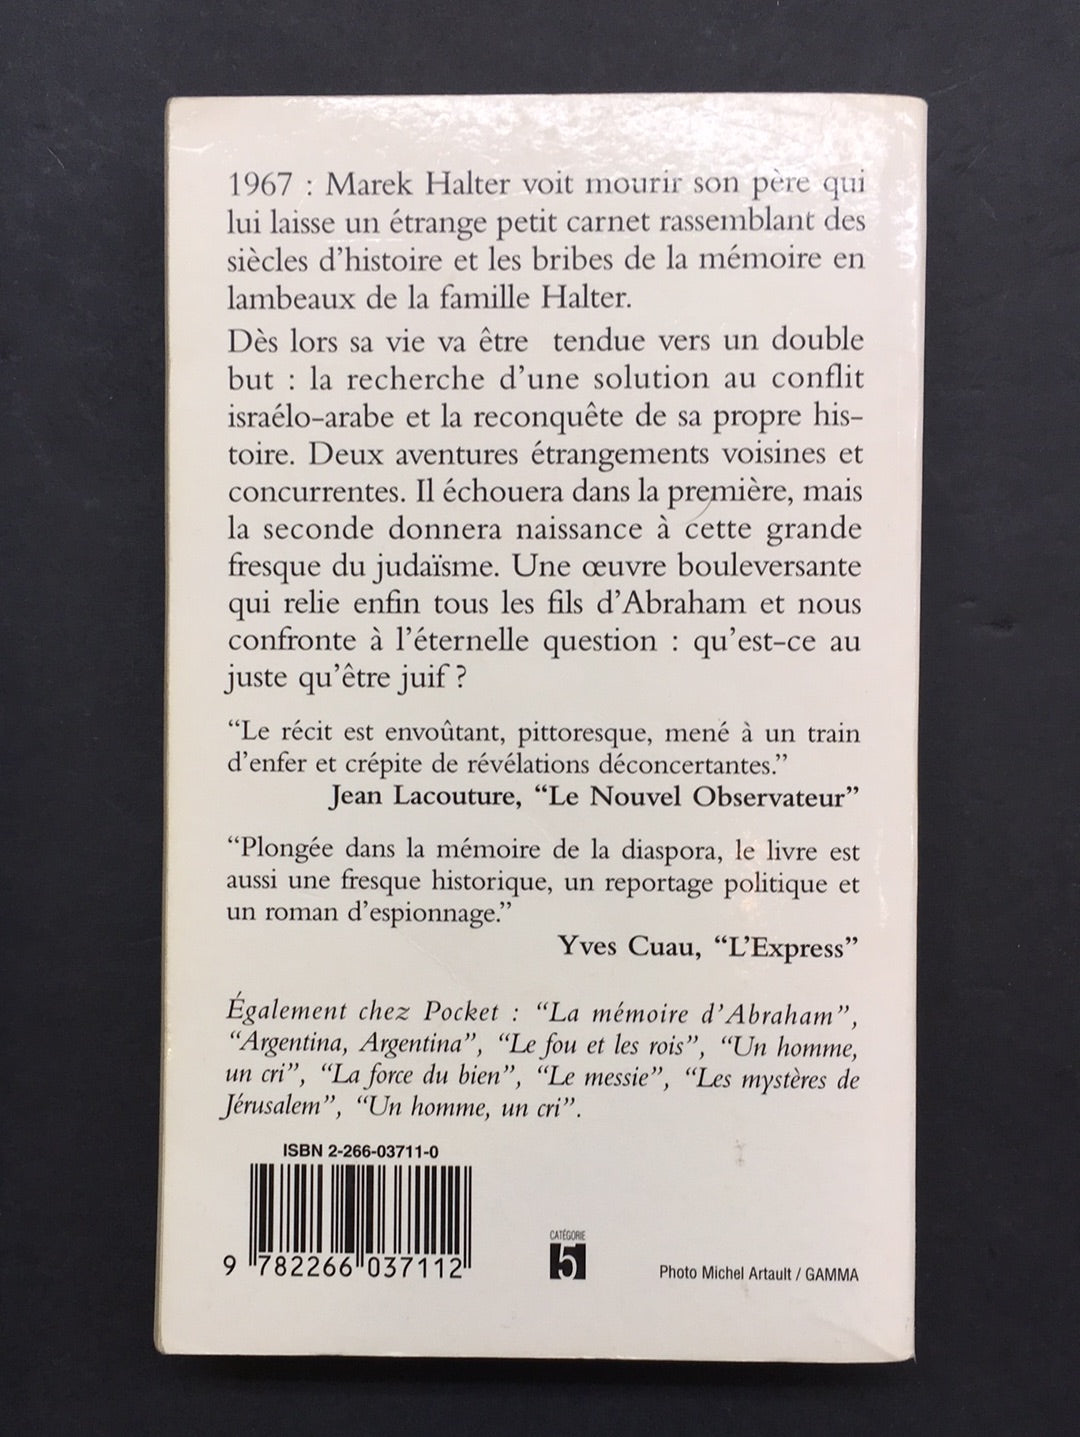 1967 : Marek Halter voit mourir son père qui
lui laisse un étrange petit carnet rassemblant des
siècles d'histoire et les bribes de la mémoire en
lambeaux de la famille Halter.
Dès lors sa vie va être tendue vers un double
but : la recherche d'une solution au conflit
israélo-arabe et la reconquête de sa propre his-
toire. Deux aventures étrangements voisines et
concurrentes. Il échouera dans la première, mais
la seconde donnera naissance à cette grande
fresque du judaïsme. Une œuvre bouleversante
qui relie enfin tous les fils d'Abraham et nous
confronte à l'éternelle question : qu'est-ce au
juste qu'être juif ?
“Le récit est envoûtant, pittoresque, mené à un train
d'enfer et crépite de révélations déconcertantes.”
Jean Lacouture, “Le Nouvel Observateur”
“Plongée dans la mémoire de la diaspora, le livre est
aussi une fresque historique, un reportage politique et
un roman d'espionnage.”
Yves Cuau, “L'Express”
Également chez Pocket : “La mémoire d'Abraham”,
“Argentina, Argentina”, “Le fou et les rois”, “Un homme,
un cri”, “La force du bien”, “Le messie”, “Les mystères de
Jérusalem”, “Un homme, un cri”.
ISBN 2-266-03711-0
9 782266 037112
CATÉGORIE
5
Photo Michel Artault / GAMMA